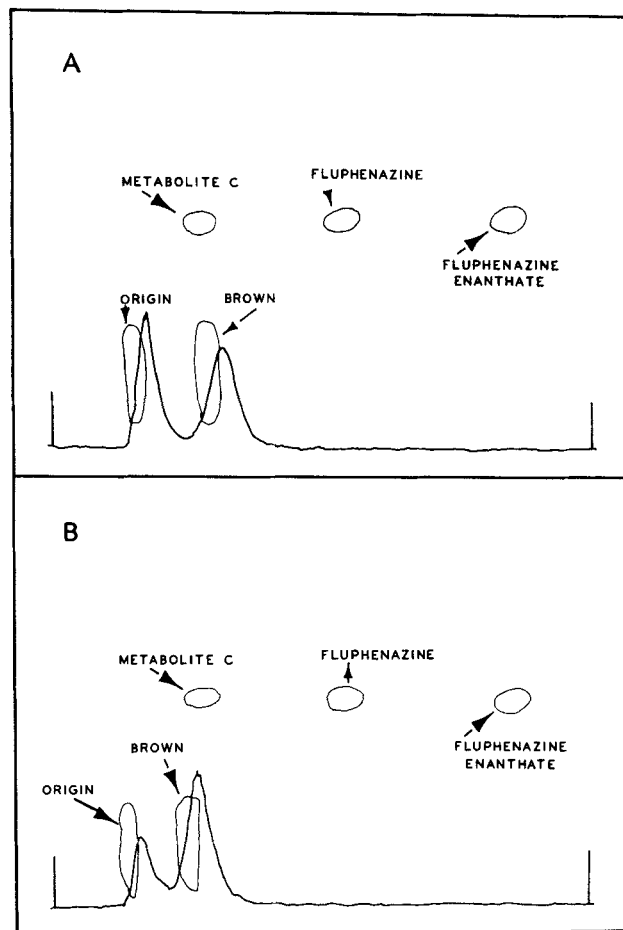 A
METABOLITE C
FLUPHENAZINE
FLUPHENAZINE
ENANTHATE
ORIGIN
BROWN
B
METABOLITE C
FLUPHENAZINE
BROWN
FLUPHENAZINE
ENANTHATE
ORIGIN